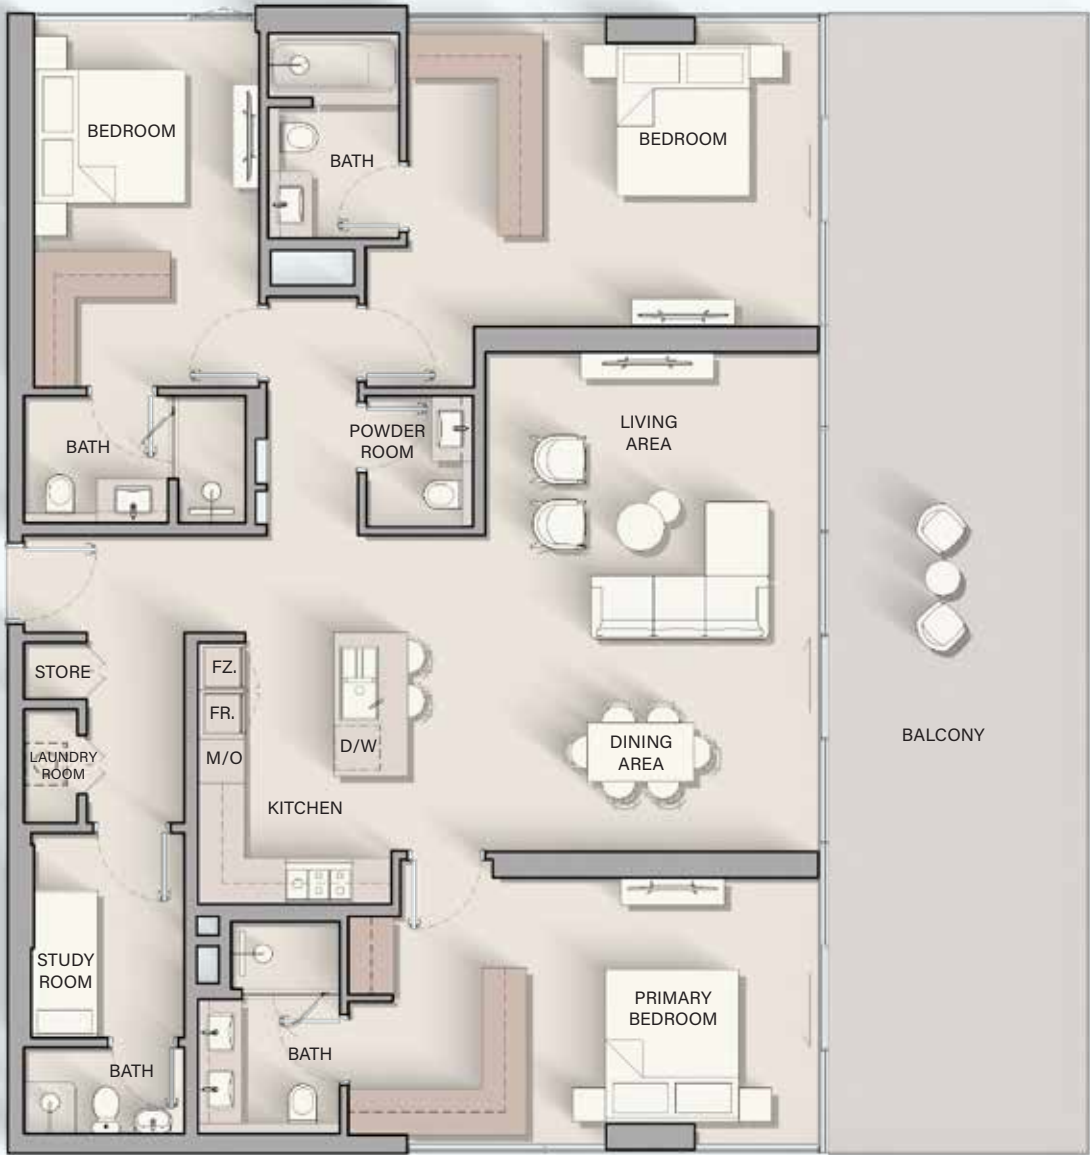 BEDROOM
BATH
BEDROOM
BATH
POWDER
ROOM
LIVING
AREA
STORE
FZ.
FR.
LAUNDRY
ROOM
M/O
D/W
DINING
AREA
BALCONY
KITCHEN
STUDY
ROOM
PRIMARY
BEDROOM
BATH
BATH